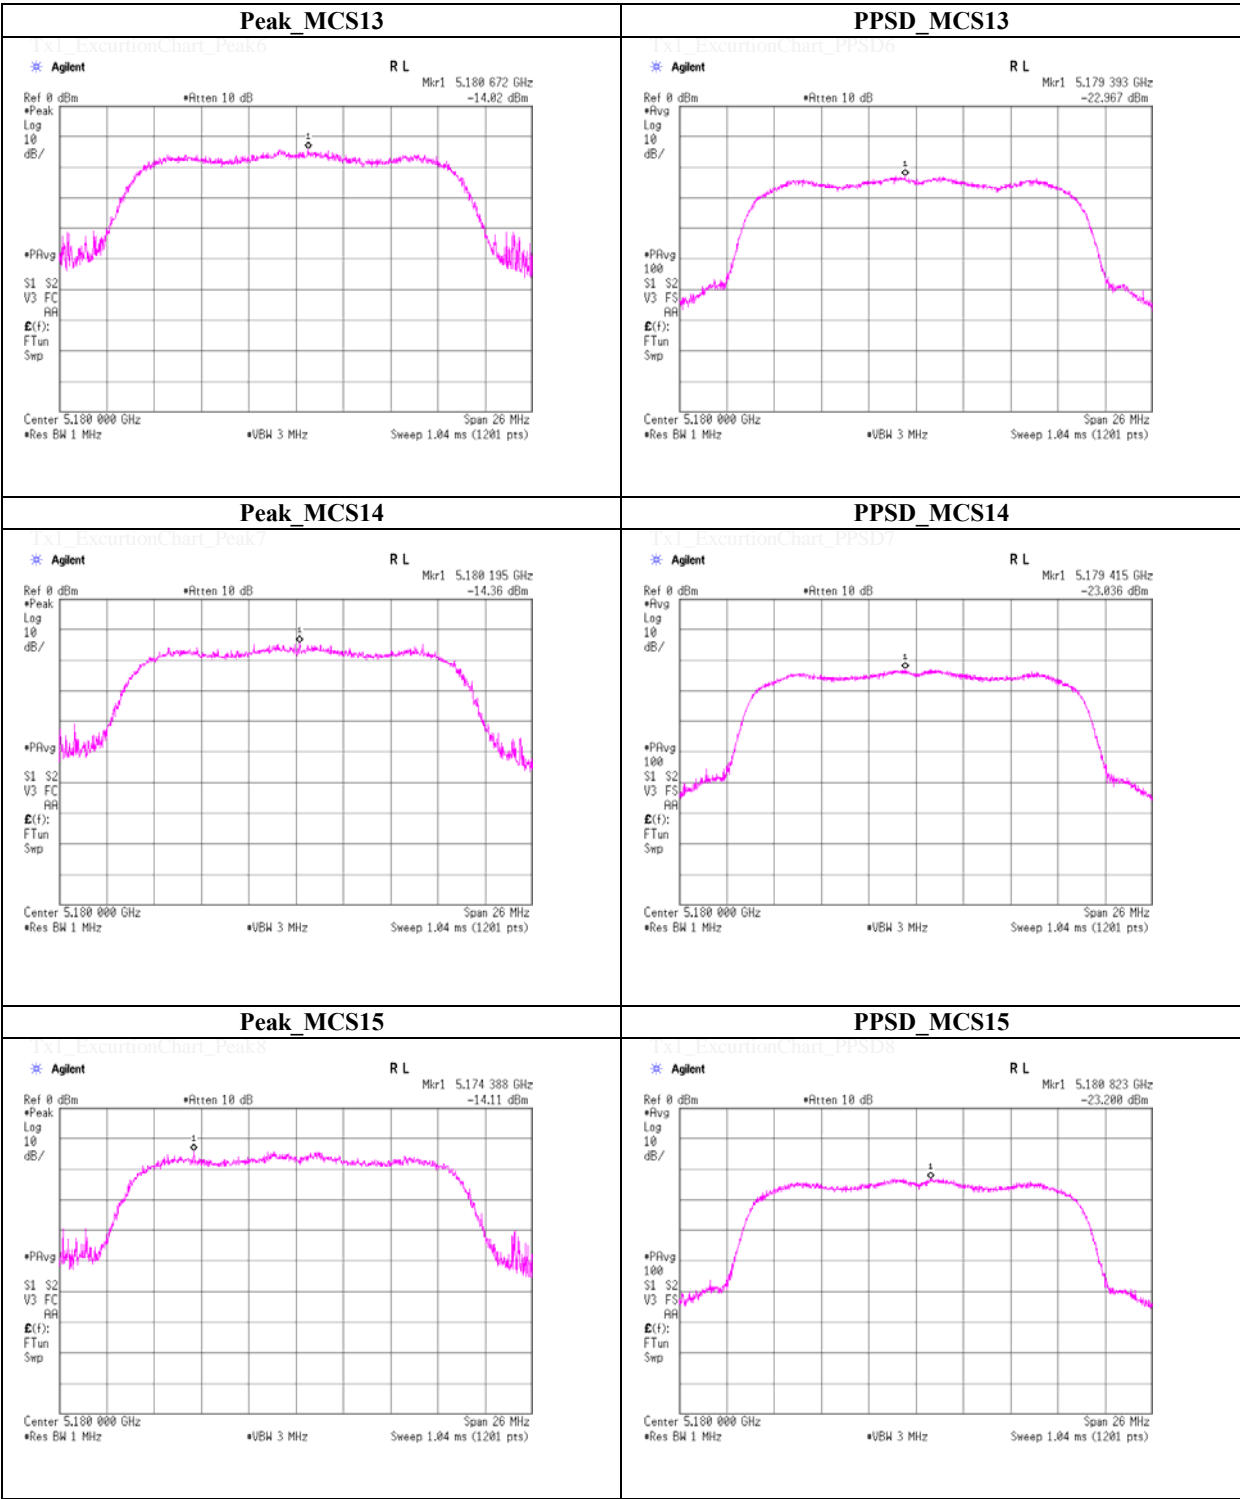 Peak_MCS13
Tx1_ExcurtionChart_Peak6
Agilent
R L
Mkr1 5.180 672 GHz
Ref 0 dBm
*Atten 10 dB
-14.02 dBm
*Peak
Log
10
dB/
1
*PAvg
S1 S2
V3 FC
AA
£(f):
FTun
Swp
Center 5.180 000 GHz
Span 26 MHz
*Res BW 1 MHz
*VBW 3 MHz
Sweep 1.04 ms (1201 pts)
PPSD_MCS13
Tx1_ExcurtionChart_PPSD6
Agilent
R L
Mkr1 5.179 393 GHz
Ref 0 dBm
*Atten 10 dB
-22.967 dBm
*Avg
Log
10
dB/
1
*PAvg
100
S1 S2
V3 FS
AA
£(f):
FTun
Swp
Center 5.180 000 GHz
Span 26 MHz
*Res BW 1 MHz
*VBW 3 MHz
Sweep 1.04 ms (1201 pts)
Peak_MCS14
Tx1_ExcurtionChart_Peak7
Agilent
R L
Mkr1 5.180 195 GHz
Ref 0 dBm
*Atten 10 dB
-14.36 dBm
*Peak
Log
10
dB/
1
*PAvg
S1 S2
V3 FC
AA
£(f):
FTun
Swp
Center 5.180 000 GHz
Span 26 MHz
*Res BW 1 MHz
*VBW 3 MHz
Sweep 1.04 ms (1201 pts)
PPSD_MCS14
Tx1_ExcurtionChart_PPSD7
Agilent
R L
Mkr1 5.179 415 GHz
Ref 0 dBm
*Atten 10 dB
-23.036 dBm
*Avg
Log
10
dB/
1
*PAvg
100
S1 S2
V3 FS
AA
£(f):
FTun
Swp
Center 5.180 000 GHz
Span 26 MHz
*Res BW 1 MHz
*VBW 3 MHz
Sweep 1.04 ms (1201 pts)
Peak_MCS15
Tx1_ExcurtionChart_Peak8
Agilent
R L
Mkr1 5.174 388 GHz
Ref 0 dBm
*Atten 10 dB
-14.11 dBm
*Peak
Log
10
dB/
1
*PAvg
S1 S2
V3 FC
AA
£(f):
FTun
Swp
Center 5.180 000 GHz
Span 26 MHz
*Res BW 1 MHz
*VBW 3 MHz
Sweep 1.04 ms (1201 pts)
PPSD_MCS15
Tx1_ExcurtionChart_PPSD8
Agilent
R L
Mkr1 5.180 823 GHz
Ref 0 dBm
*Atten 10 dB
-23.200 dBm
*Avg
Log
10
dB/
1
*PAvg
100
S1 S2
V3 FS
AA
£(f):
FTun
Swp
Center 5.180 000 GHz
Span 26 MHz
*Res BW 1 MHz
*VBW 3 MHz
Sweep 1.04 ms (1201 pts)